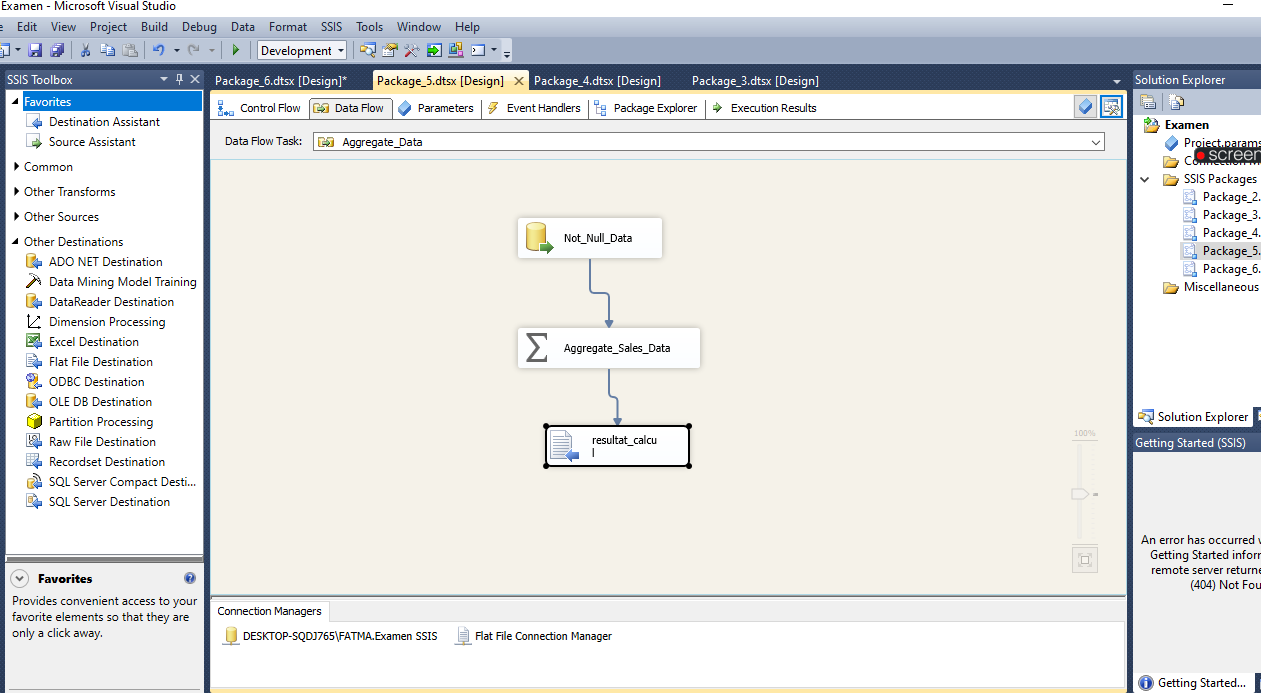 Examen - Microsoft Visual Studio
Edit View Project Build Debug Data Format SSIS Tools Window Help
Development
SSIS Toolbox
Package_6.dtsx [Design]* Package_5.dtsx [Design] Package_4.dtsx [Design] Package_3.dtsx [Design]
Solution Explorer
Favorites
Destination Assistant
Source Assistant
Common
Other Transforms
Other Sources
Other Destinations
ADO NET Destination
Data Mining Model Training
DataReader Destination
Dimension Processing
Excel Destination
Flat File Destination
ODBC Destination
OLE DB Destination
Partition Processing
Raw File Destination
Recordset Destination
SQL Server Compact Desti...
SQL Server Destination
Favorites
Provides convenient access to your
favorite elements so that they are
only a click away.
Control Flow Data Flow Parameters Event Handlers Package Explorer Execution Results
Data Flow Task: Aggregate_Data
Not_Null_Data
Aggregate_Sales_Data
resultat_calcu
l
100%
Connection Managers
DESKTOP-SQDJ765\FATMA.Examen SSIS Flat File Connection Manager
Examen
Project.params
screen
SSIS Packages
Package_2.
Package_3.
Package_4.
Package_5.
Package_6.
Miscellaneous
Solution Explorer
Getting Started (SSIS)
An error has occurred
Getting Started
remote server
(404) Not
Getting Started...